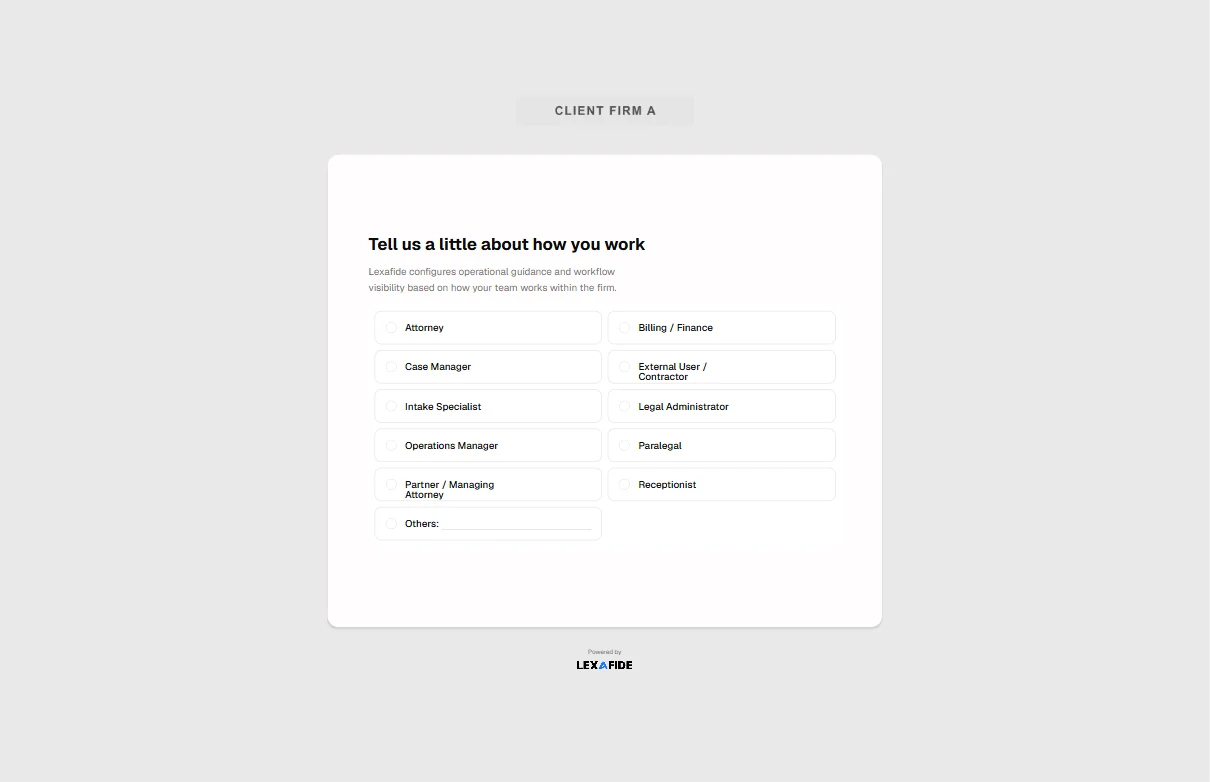 CLIENT FIRM A
Tell us a little about how you work
Lexafide configures operational guidance and workflow
visibility based on how your team works within the firm.
Attorney
Billing / Finance
Case Manager
External User /
Contractor
Intake Specialist
Legal Administrator
Operations Manager
Paralegal
Partner / Managing
Attorney
Receptionist
Others:
Powered by
LEXAFIDE